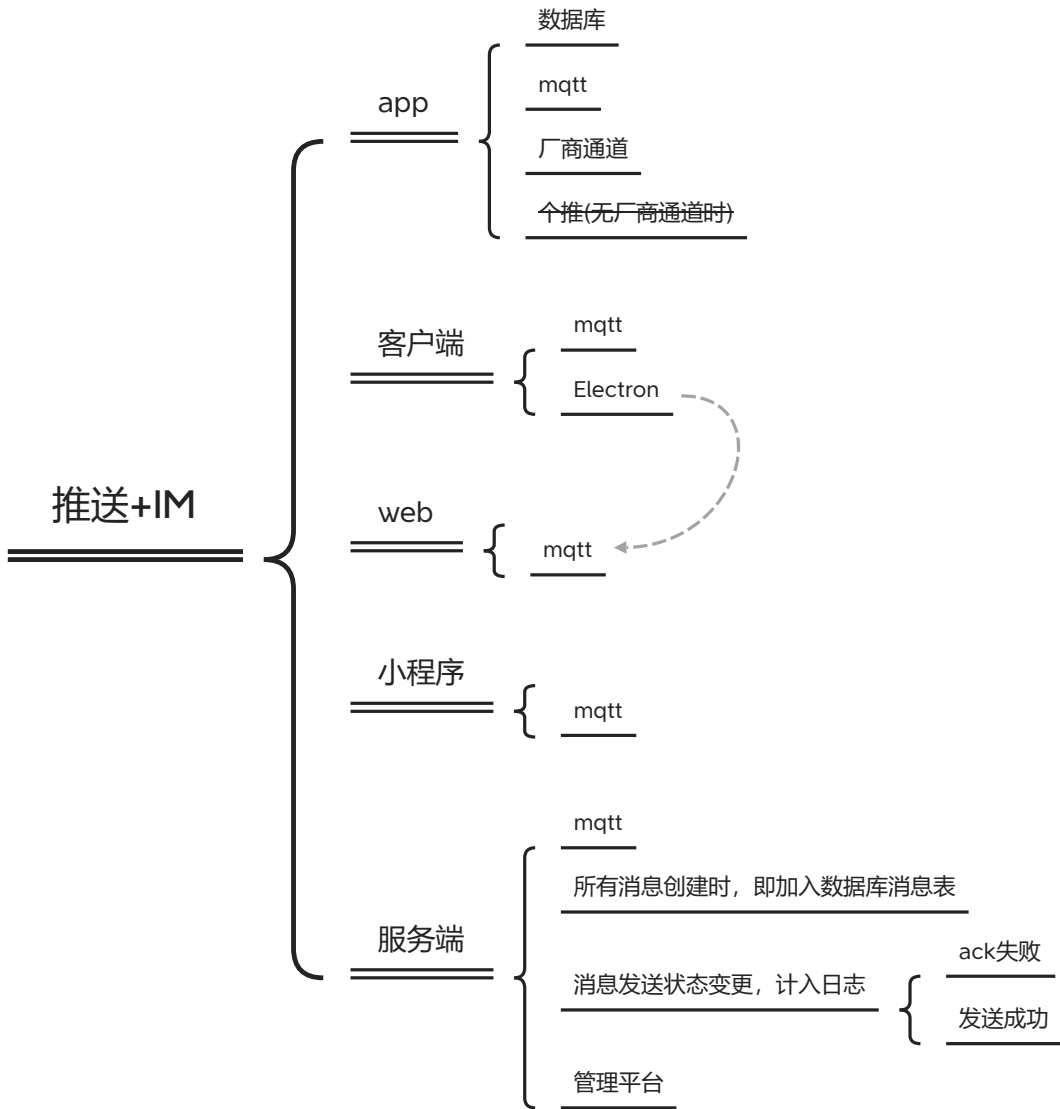 推送+IM
app
数据库
mqtt
厂商通道
个推(无厂商通道时)
客户端
mqtt
Electron
web
mqtt
小程序
mqtt
服务端
mqtt
所有消息创建时，即加入数据库消息表
消息发送状态变更，计入日志
ack失败
发送成功
管理平台